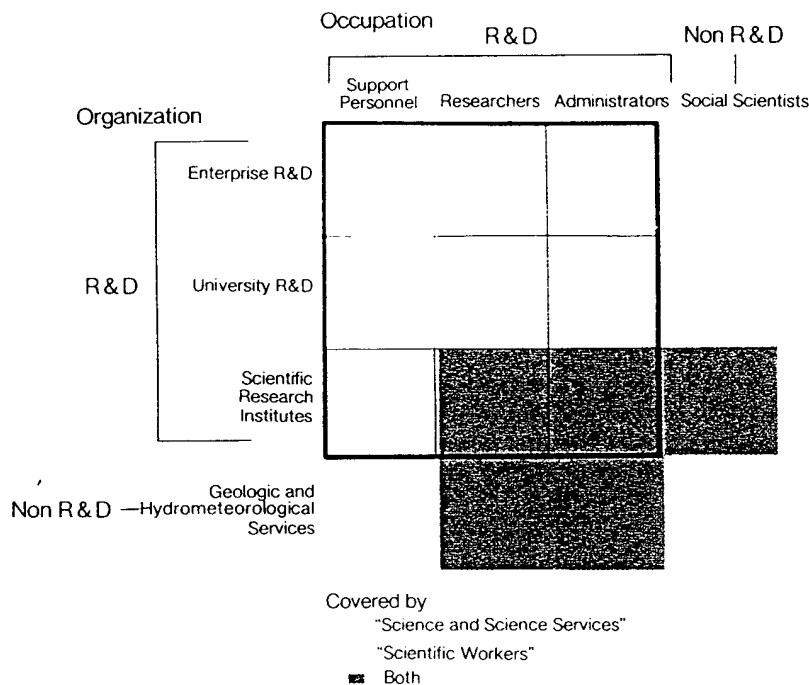 Occupation
R & D
Non R & D
Support
Personnel
Researchers
Administrators
Social Scientists
Organization
Enterprise R&D
R & D
University R&D
Scientific
Research
Institutes
Non R & D
Geologic and
Hydrometeorological
Services
Covered by
"Science and Science Services"
"Scientific Workers"
Both